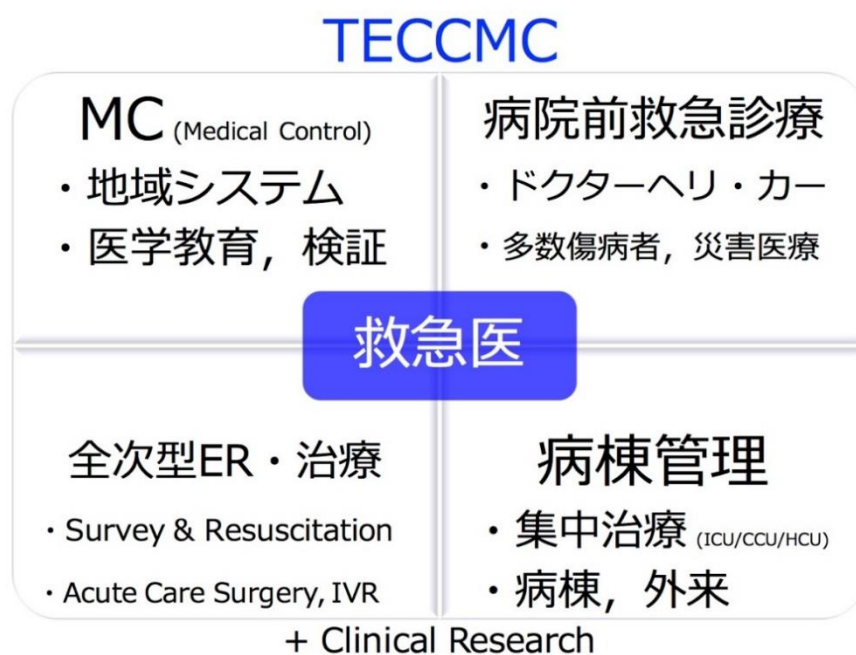 TECCMC
MC (Medical Control)
・地域システム
・医学教育，検証
病院前救急診療
・ドクターヘリ・カー
・多数傷病者，災害医療
救急医
全次型ER・治療
・Survey & Resuscitation
・Acute Care Surgery, IVR
病棟管理
・集中治療 (ICU/CCU/HCU)
・病棟，外来
+ Clinical Research